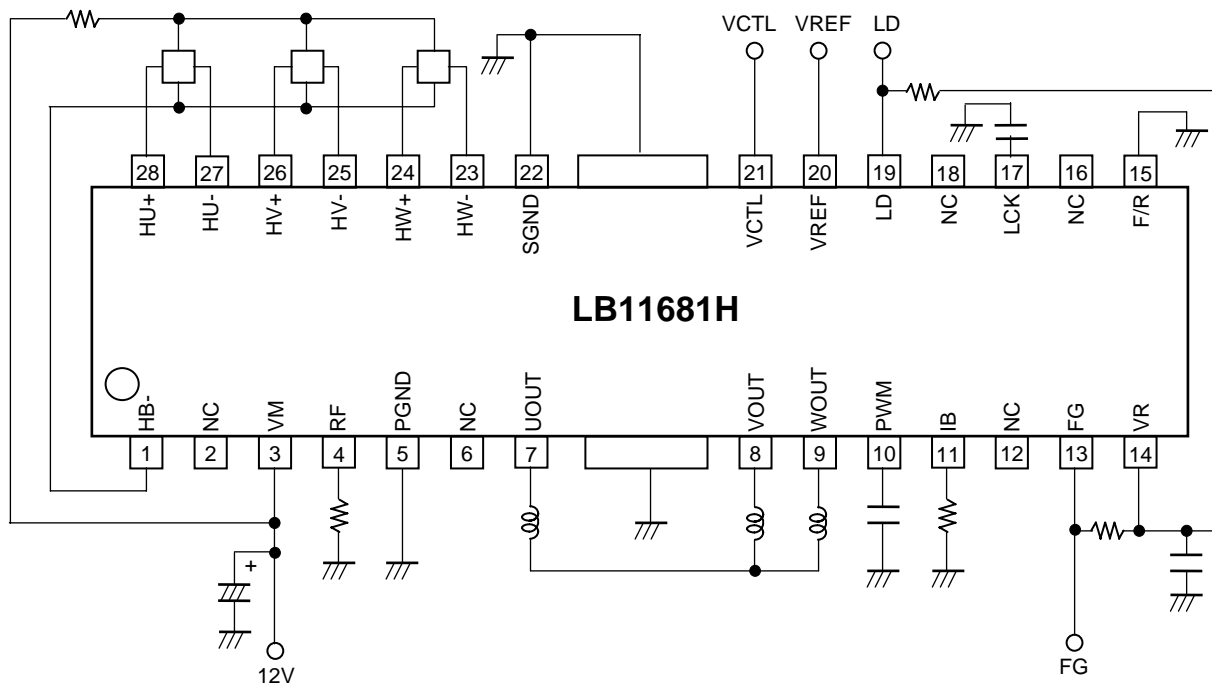 VCTL VREF LD
28 27 26 25 24 23 22 21 20 19 18 17 16 15
HU+ HU- HV+ HV- HW+ HW- SGND VCTL VREF LD NC LCK NC F/R
LB11681H
HB- NC VM RF PGND NC UOUT VOUT WOUT PWM IB NC FG VR
1 2 3 4 5 6 7 8 9 10 11 12 13 14
+
12V
FG